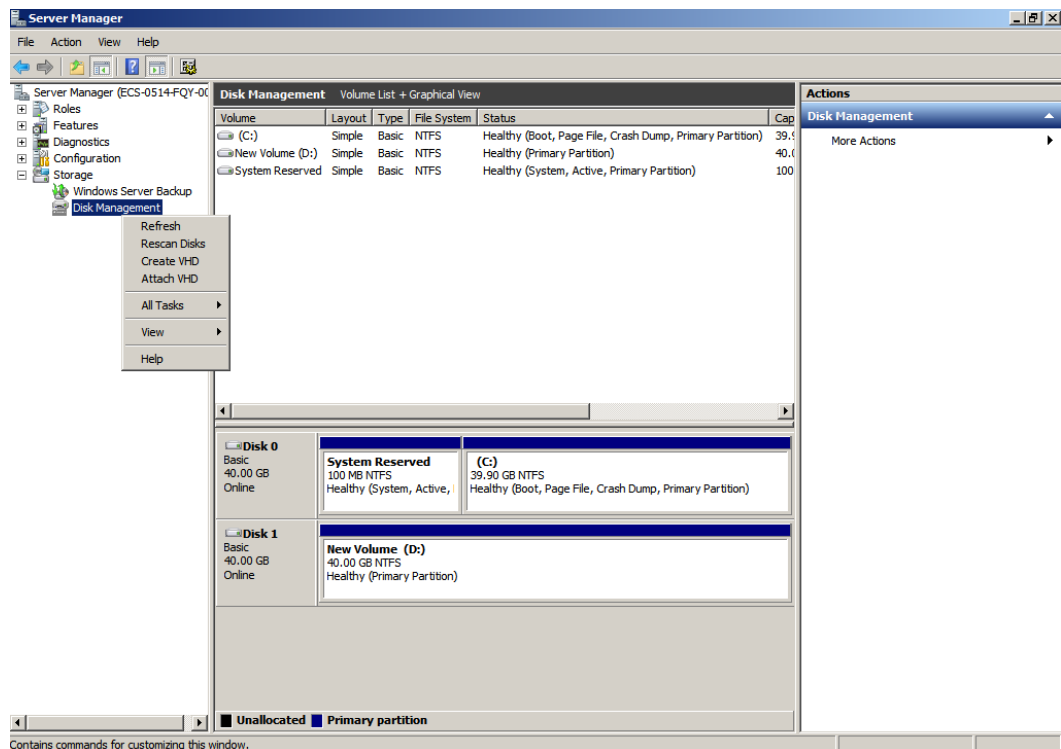 Server Manager
File Action View Help
Server Manager (ECS-0514-FQY-00
Roles
Features
Diagnostics
Configuration
Storage
Windows Server Backup
Disk Management
Refresh
Rescan Disks
Create VHD
Attach VHD
All Tasks
View
Help
Disk Management Volume List + Graphical View
Volume Layout Type File System Status Cap
(C:) Simple Basic NTFS Healthy (Boot, Page File, Crash Dump, Primary Partition) 39.9
New Volume (D:) Simple Basic NTFS Healthy (Primary Partition) 40.0
System Reserved Simple Basic NTFS Healthy (System, Active, Primary Partition) 100
Disk 0
Basic
40.00 GB
Online
System Reserved
100 MB NTFS
Healthy (System, Active,
(C:)
39.90 GB NTFS
Healthy (Boot, Page File, Crash Dump, Primary Partition)
Disk 1
Basic
40.00 GB
Online
New Volume (D:)
40.00 GB NTFS
Healthy (Primary Partition)
Unallocated Primary partition
Actions
Disk Management
More Actions
Contains commands for customizing this window.